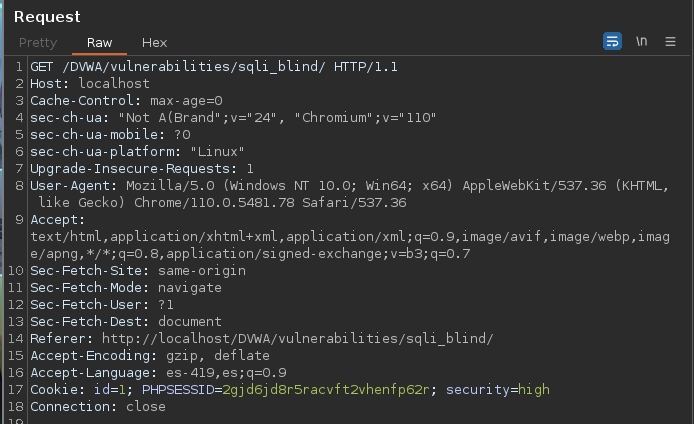 Request
Pretty Raw Hex \n
1 GET /DVWA/vulnerabilities/sqli_blind/ HTTP/1.1
2 Host: localhost
3 Cache-Control: max-age=0
4 sec-ch-ua: "Not A(Brand";v="24", "Chromium";v="110"
5 sec-ch-ua-mobile: ?0
6 sec-ch-ua-platform: "Linux"
7 Upgrade-Insecure-Requests: 1
8 User-Agent: Mozilla/5.0 (Windows NT 10.0; Win64; x64) AppleWebKit/537.36 (KHTML,
like Gecko) Chrome/110.0.5481.78 Safari/537.36
9 Accept:
text/html,application/xhtml+xml,application/xml;q=0.9,image/avif,image/webp,imag
e/apng,*/*;q=0.8,application/signed-exchange;v=b3;q=0.7
10 Sec-Fetch-Site: same-origin
11 Sec-Fetch-Mode: navigate
12 Sec-Fetch-User: ?1
13 Sec-Fetch-Dest: document
14 Referer: http://localhost/DVWA/vulnerabilities/sqli_blind/
15 Accept-Encoding: gzip, deflate
16 Accept-Language: es-419,es;q=0.9
17 Cookie: id=1; PHPSESSID=2gjd6jd8r5racvft2vhenfp62r; security=high
18 Connection: close
19